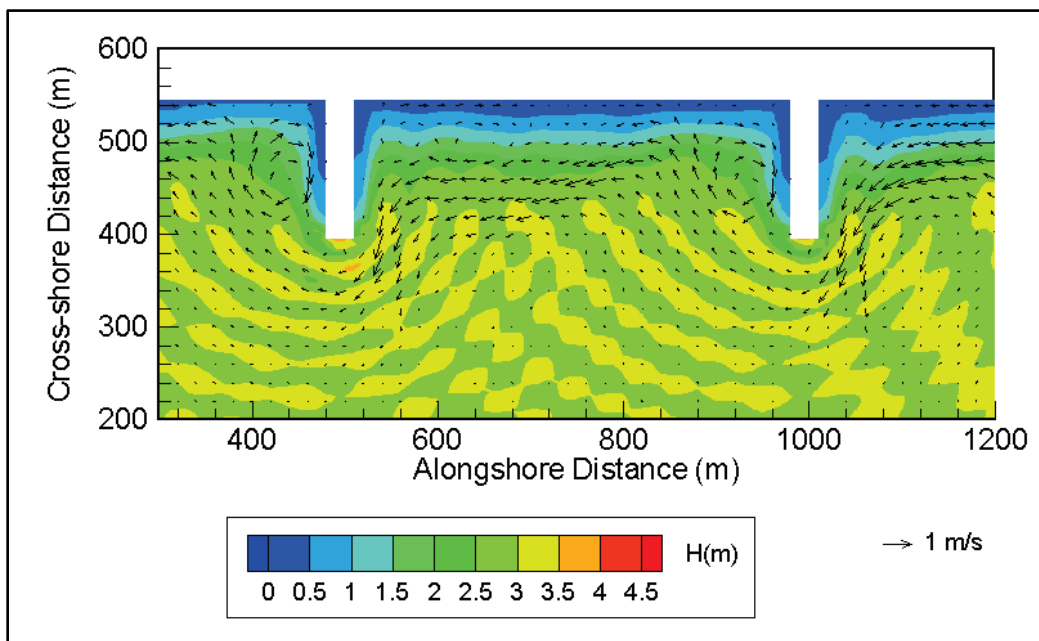 600
500
400
300
200
Cross-shore Distance (m)
400 600 800 1000 1200
Alongshore Distance (m)
H(m)
0 0.5 1 1.5 2 2.5 3 3.5 4 4.5
1 m/s